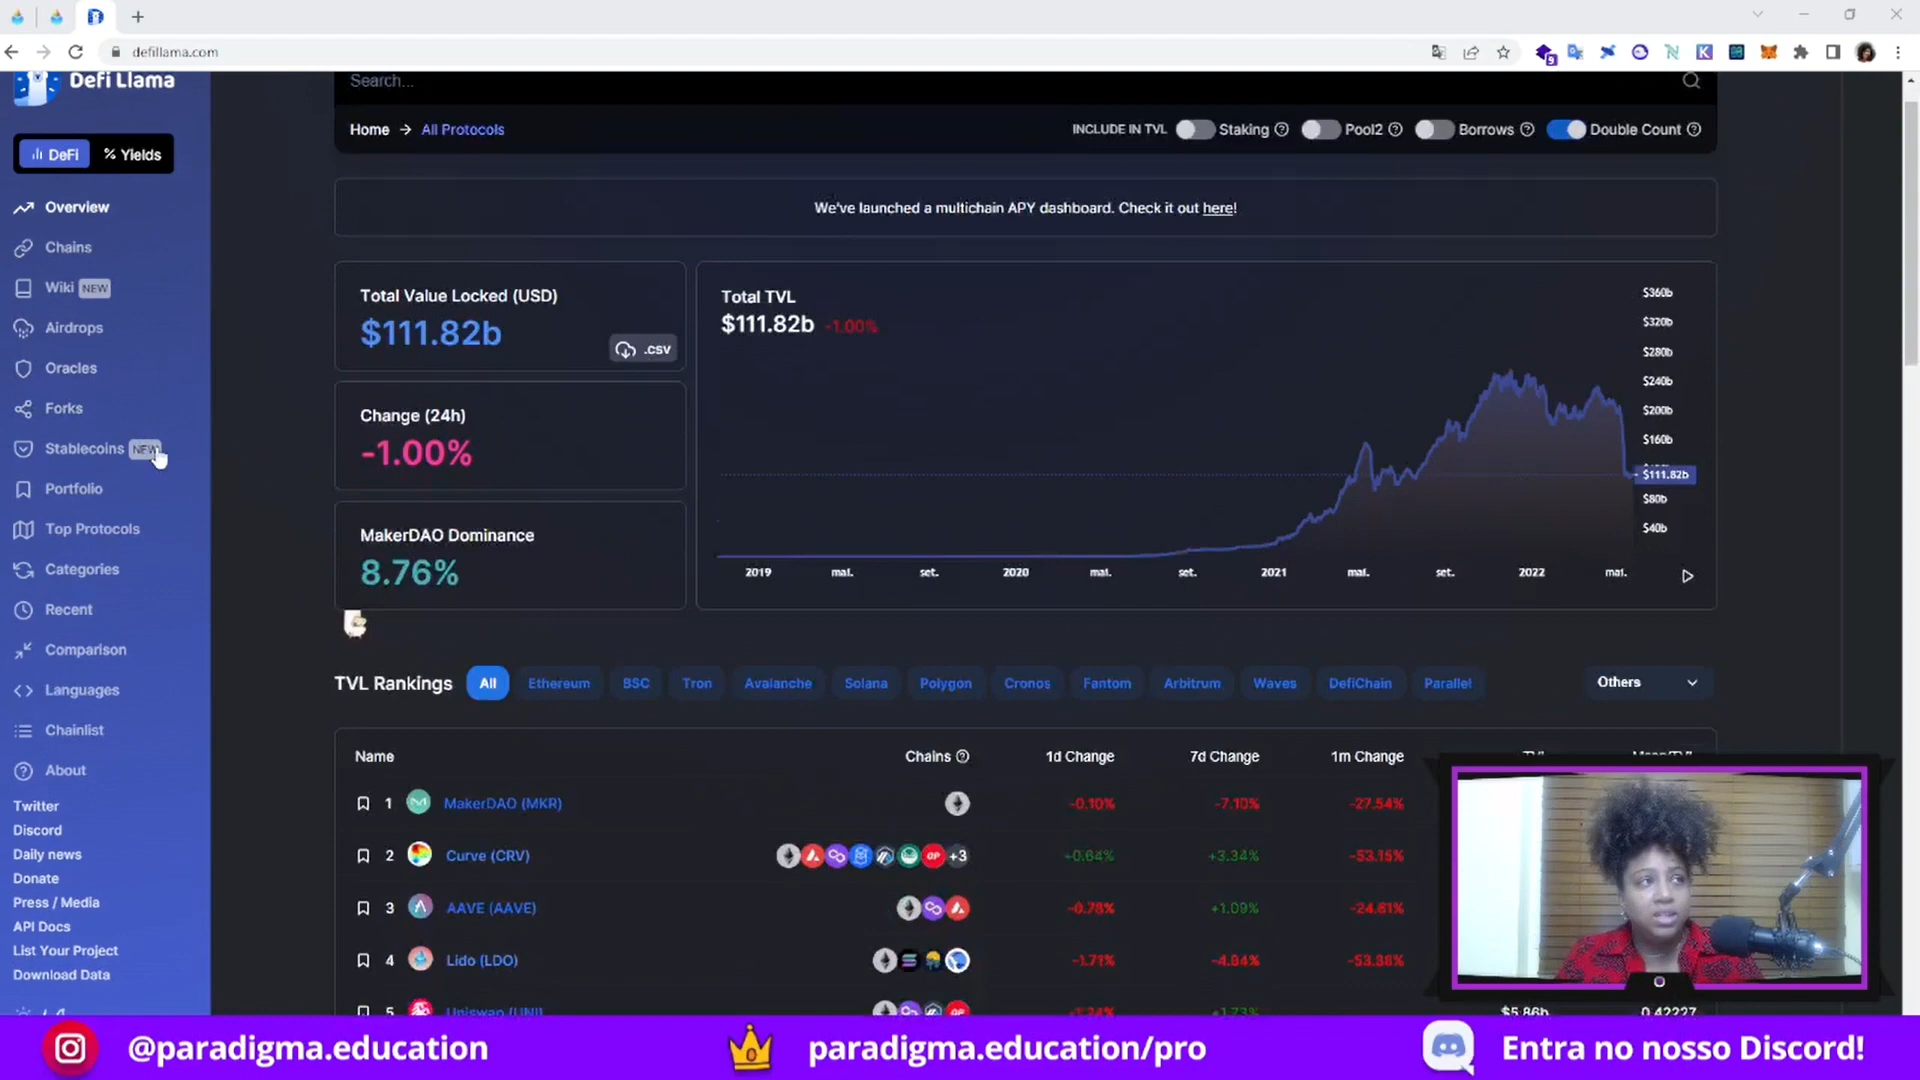 defillama.com
9
Defi Llama
Search...
DeFi
Yields
Home → All Protocols
INCLUDE IN TVL Staking Pool2 Borrows Double Count
Overview
Chains
Wiki NEW
Airdrops
Oracles
Forks
Stablecoins NEW
Portfolio
Top Protocols
Categories
Recent
Comparison
Languages
Chainlist
About
Twitter
Discord
Daily news
Donate
Press / Media
API Docs
List Your Project
Download Data
We've launched a multichain APY dashboard. Check it out here!
Total Value Locked (USD)
$111.82b
.csv
Change (24h)
-1.00%
MakerDAO Dominance
8.76%
Total TVL
$111.82b -1.00%
$360b
$320b
$280b
$240b
$200b
$160b
$111.82b
$80b
$40b
2019 mai. set. 2020 mai. set. 2021 mai. set. 2022 mai.
TVL Rankings All Ethereum BSC Tron Avalanche Solana Polygon Cronos Fantom Arbitrum Waves DefiChain Parallel Others
Name Chains 1d Change 7d Change 1m Change
1 MakerDAO (MKR) -0.10% -7.10% -27.54%
2 Curve (CRV) OP +3 +0.64% +3.34% -53.15%
3 AAVE (AAVE) -0.78% +1.09% -24.61%
4 Lido (LDO) -1.71% -4.84% -53.88%
5 Uniswap (UNI) $5.86b 0.42227
@paradigma.education
paradigma.education/pro
Entra no nosso Discord!